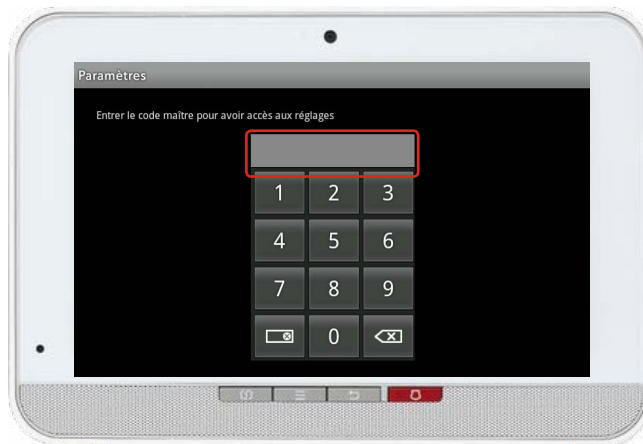 Paramètres
Entrer le code maître pour avoir accès aux réglages
1 2 3
4 5 6
7 8 9
0